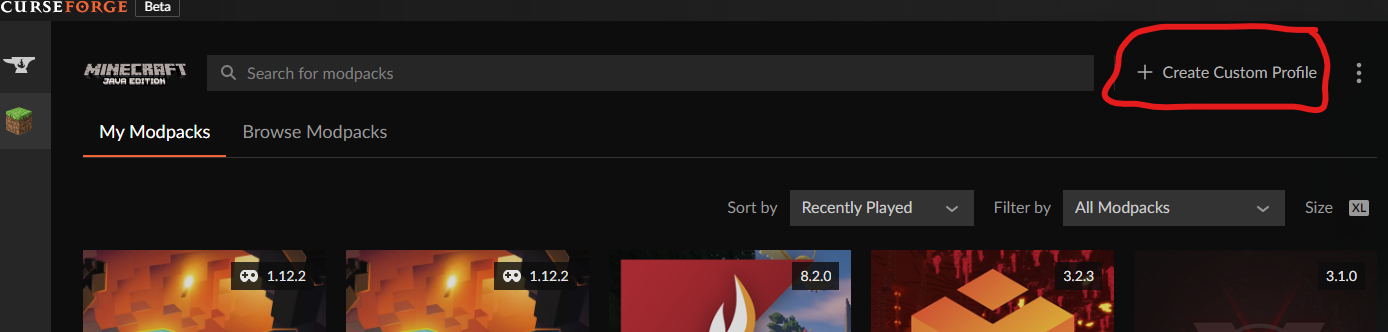 CURSEFORGE Beta
MINECRAFT
JAVA EDITION
Search for modpacks
Create Custom Profile
My Modpacks Browse Modpacks
Sort by Recently Played Filter by All Modpacks Size XL
1.12.2 1.12.2 8.2.0 3.2.3 3.1.0